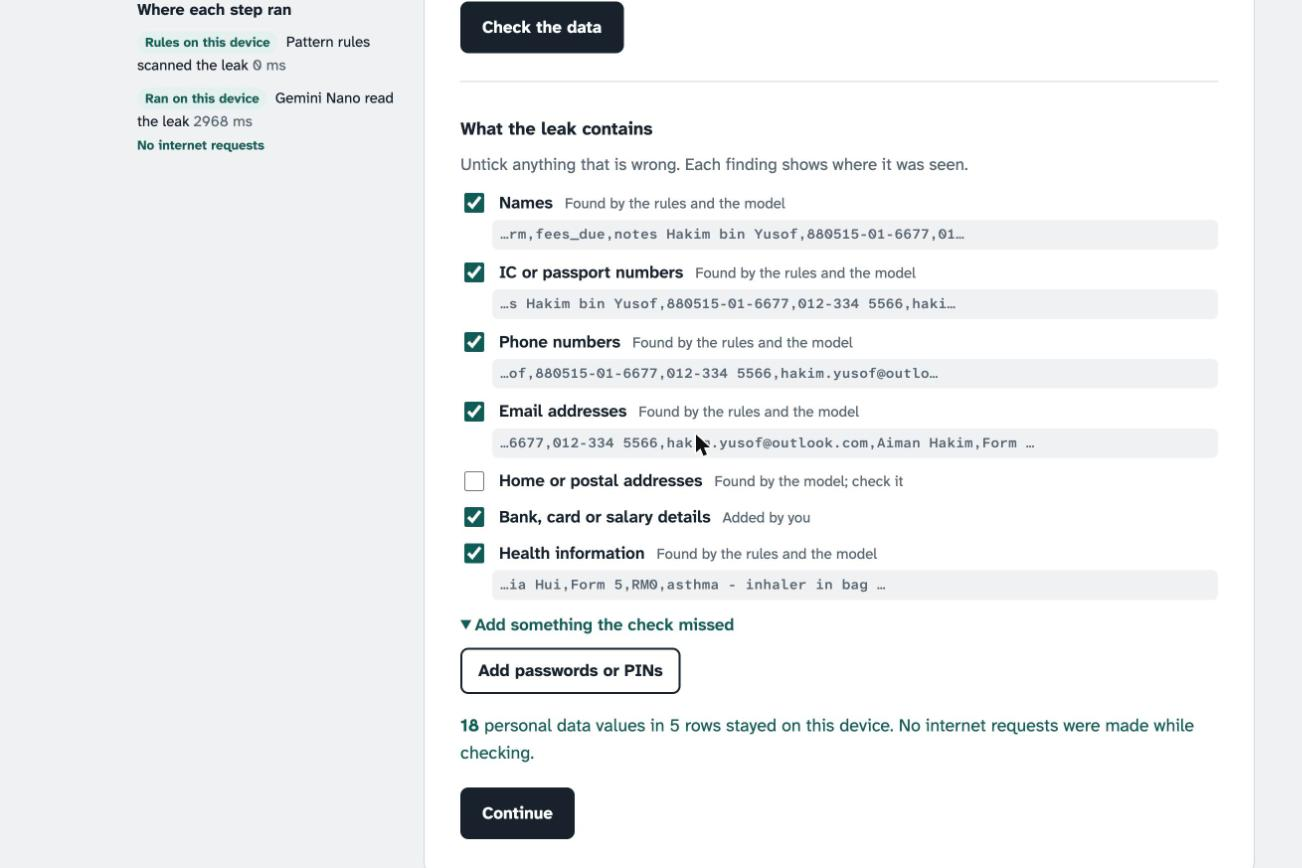 Where each step ran
Rules on this device Pattern rules
scanned the leak 0 ms
Ran on this device Gemini Nano read
the leak 2968 ms
No internet requests
Check the data
What the leak contains
Untick anything that is wrong. Each finding shows where it was seen.
Names Found by the rules and the model
…rm,fees_due,notes Hakim bin Yusof,880515-01-6677,01…
IC or passport numbers Found by the rules and the model
…s Hakim bin Yusof,880515-01-6677,012-334 5566,haki…
Phone numbers Found by the rules and the model
…of,880515-01-6677,012-334 5566,hakim.yusof@outlo…
Email addresses Found by the rules and the model
…6677,012-334 5566,hakim.yusof@outlook.com,Aiman Hakim,Form …
Home or postal addresses Found by the model; check it
Bank, card or salary details Added by you
Health information Found by the rules and the model
…ia Hui,Form 5,RM0,asthma - inhaler in bag …
▼ Add something the check missed
Add passwords or PINs
18 personal data values in 5 rows stayed on this device. No internet requests were made while
checking.
Continue